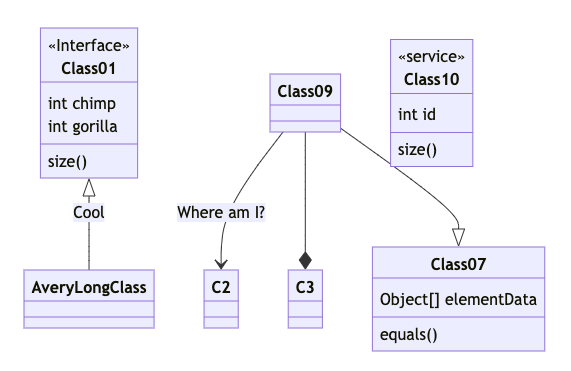 «Interface»
Class01
int chimp
int gorilla
size()
Cool
AveryLongClass
Class09
Where am I?
C2
C3
«service»
Class10
int id
size()
Class07
Object[] elementData
equals()